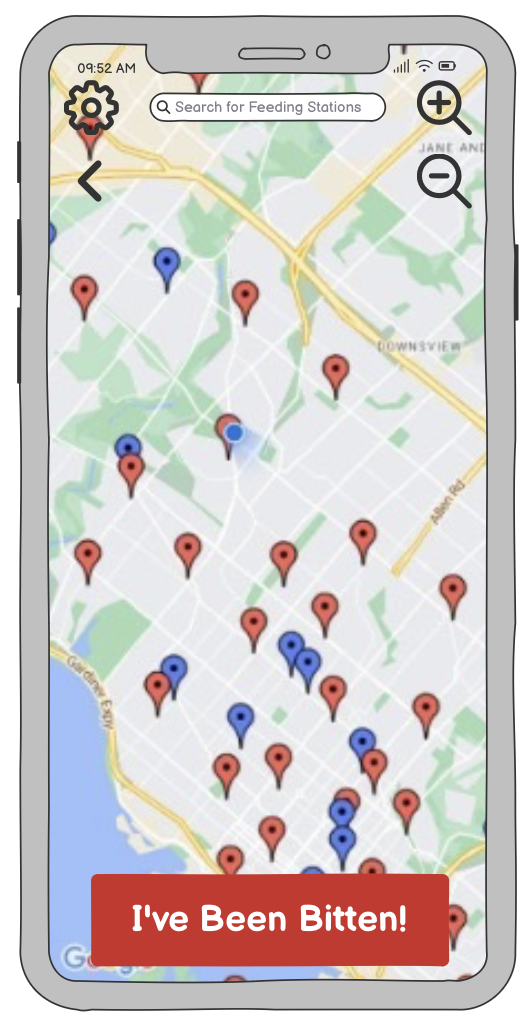 09:52 AM
Search for Feeding Stations
JANE AND
DOWNSVIEW
Allen Rd
Gardiner Expy
I've Been Bitten!
Google